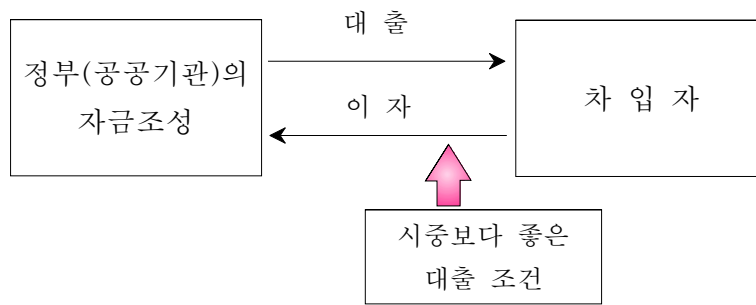 대 출
정부(공공기관)의
자금조성
차 입 자
이 자
시중보다 좋은
대출 조건